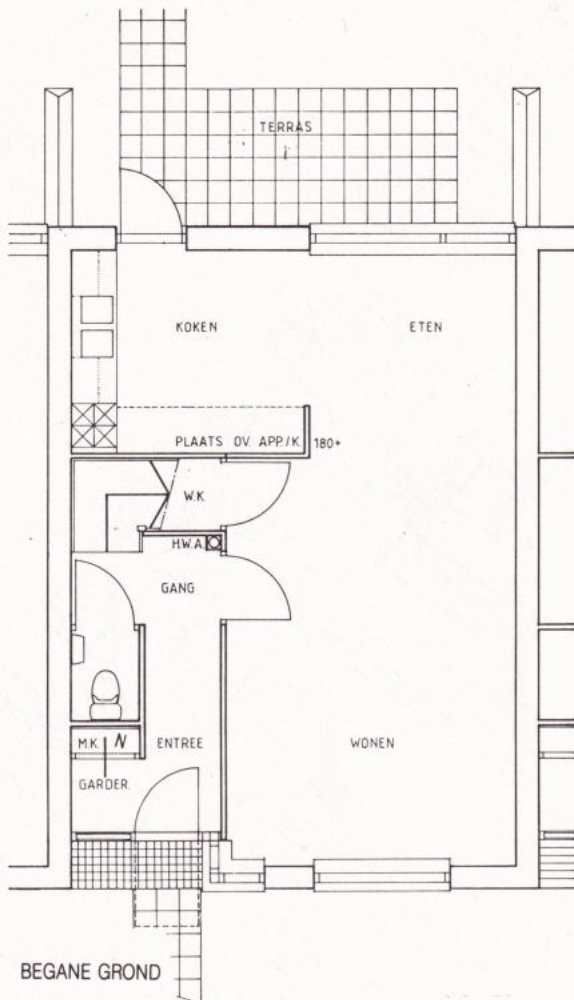 TERRAS
KOKEN
ETEN
PLAATS OV. APP./K. 180+
W.K.
H.W.A.
GANG
M.K. N
ENTREE
WONEN
GARDER.
BEGANE GROND